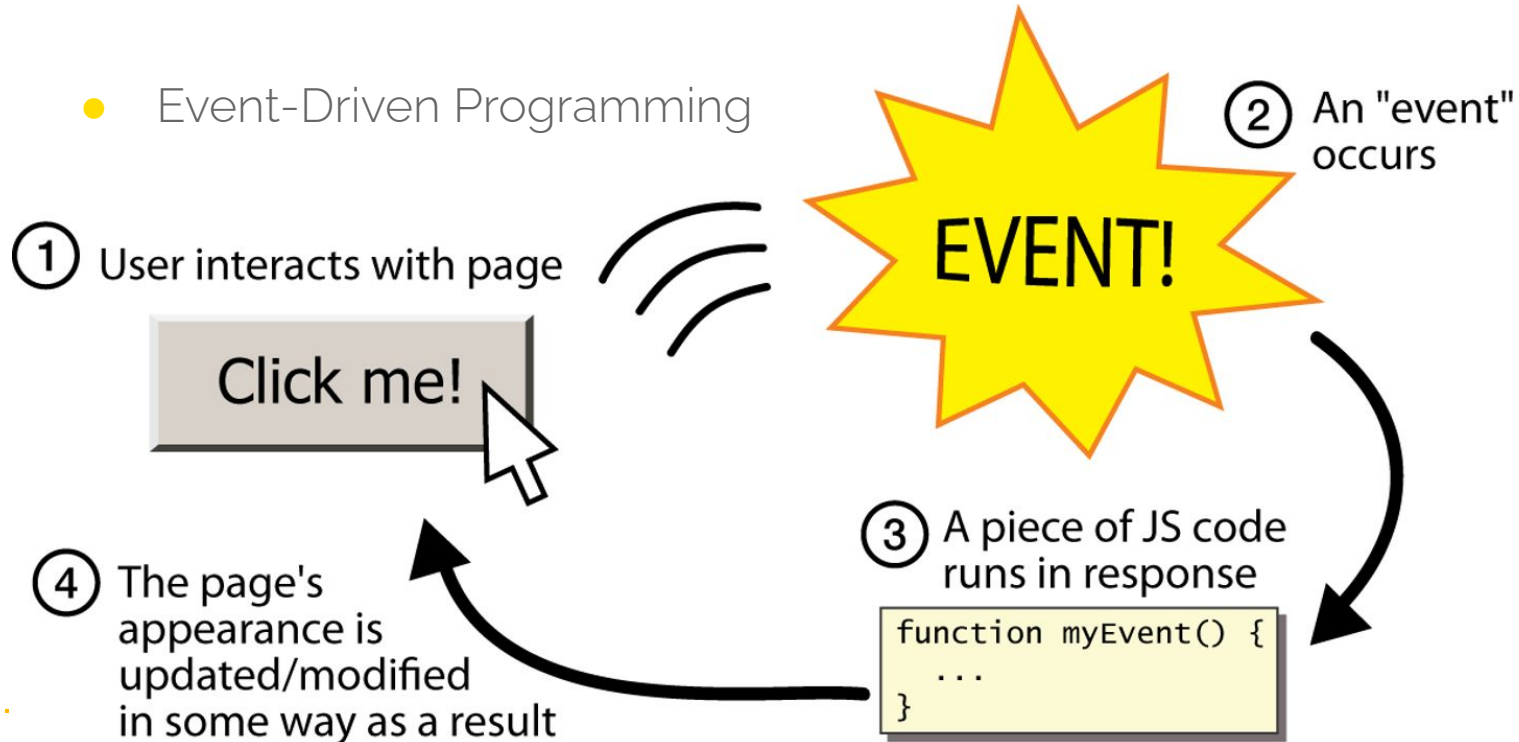 Event-Driven Programming
1 User interacts with page
Click me!
EVENT!
2 An "event"
occurs
3 A piece of JS code
runs in response
function myEvent() {
...
}
4 The page's
appearance is
updated/modified
in some way as a result